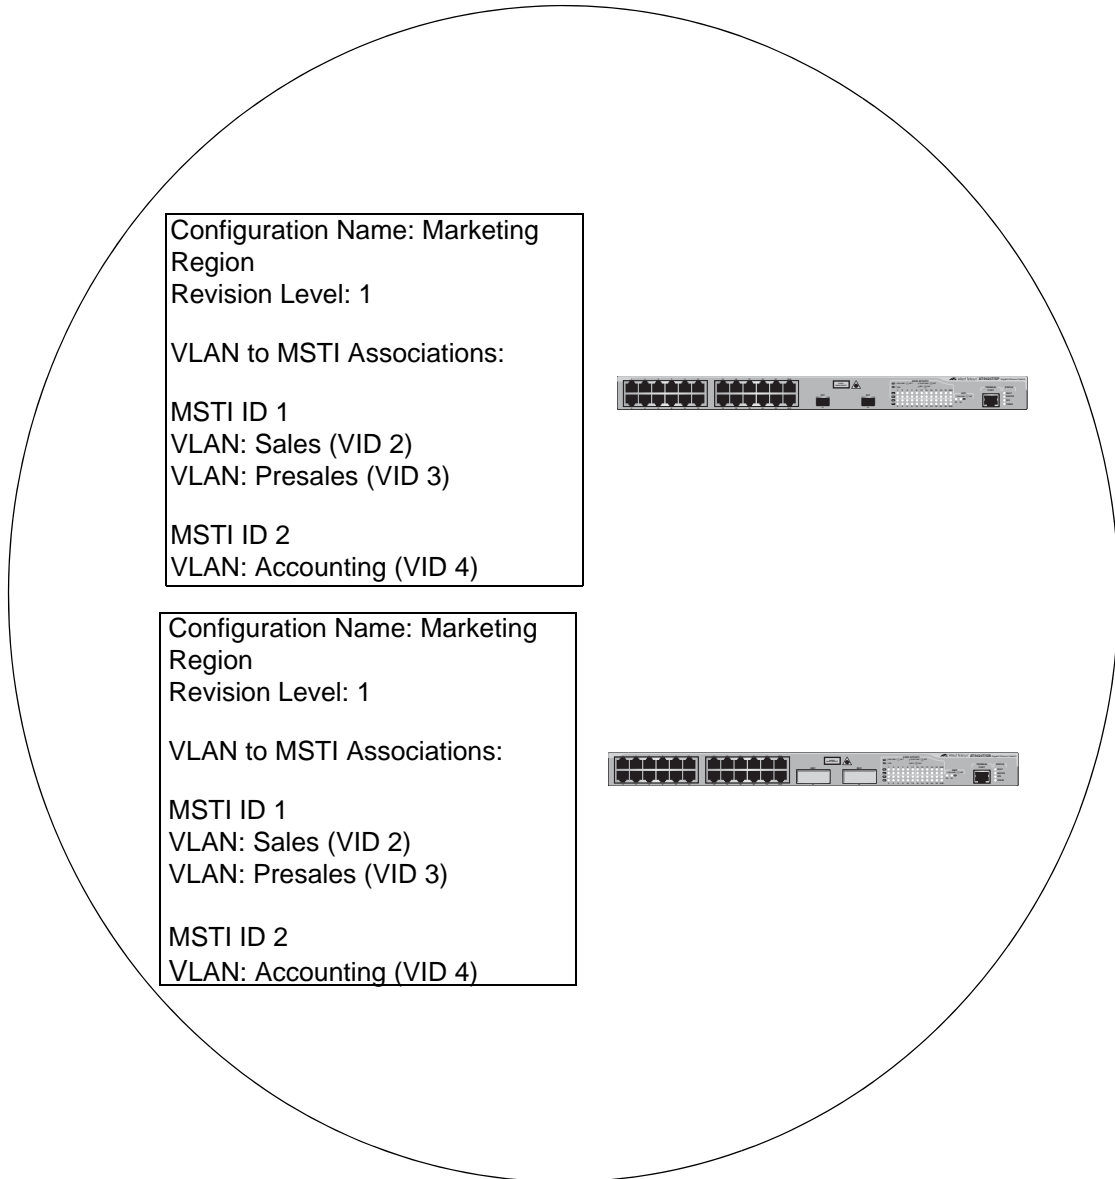 Configuration Name: Marketing
Region
Revision Level: 1
VLAN to MSTI Associations:
MSTI ID 1
VLAN: Sales (VID 2)
VLAN: Presales (VID 3)
MSTI ID 2
VLAN: Accounting (VID 4)
Configuration Name: Marketing
Region
Revision Level: 1
VLAN to MSTI Associations:
MSTI ID 1
VLAN: Sales (VID 2)
VLAN: Presales (VID 3)
MSTI ID 2
VLAN: Accounting (VID 4)